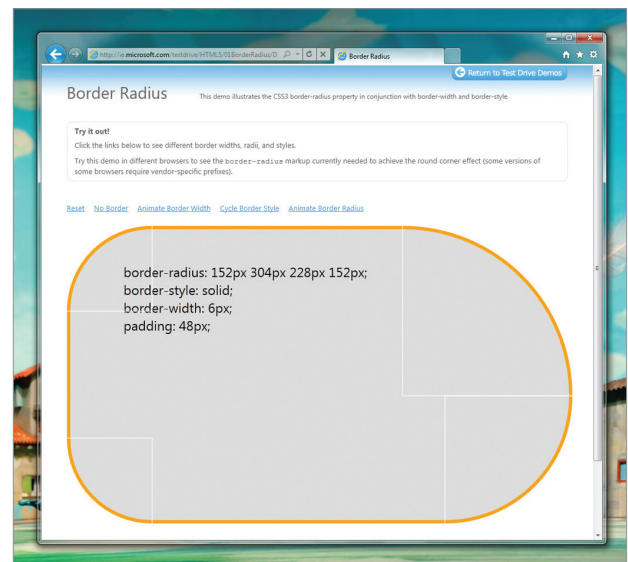 http://ie.microsoft.com/testdrive/HTML5/01BorderRadius/D
Border Radius
Return to Test Drive Demos
Border Radius
This demo illustrates the CSS3 border-radius property in conjunction with border-width and border-style.
Try it out!
Click the links below to see different border widths, radii, and styles.
Try this demo in different browsers to see the border-radius markup currently needed to achieve the round corner effect (some versions of
some browsers require vendor-specific prefixes).
Reset No Border Animate Border Width Cycle Border Style Animate Border Radius
border-radius: 152px 304px 228px 152px;
border-style: solid;
border-width: 6px;
padding: 48px;